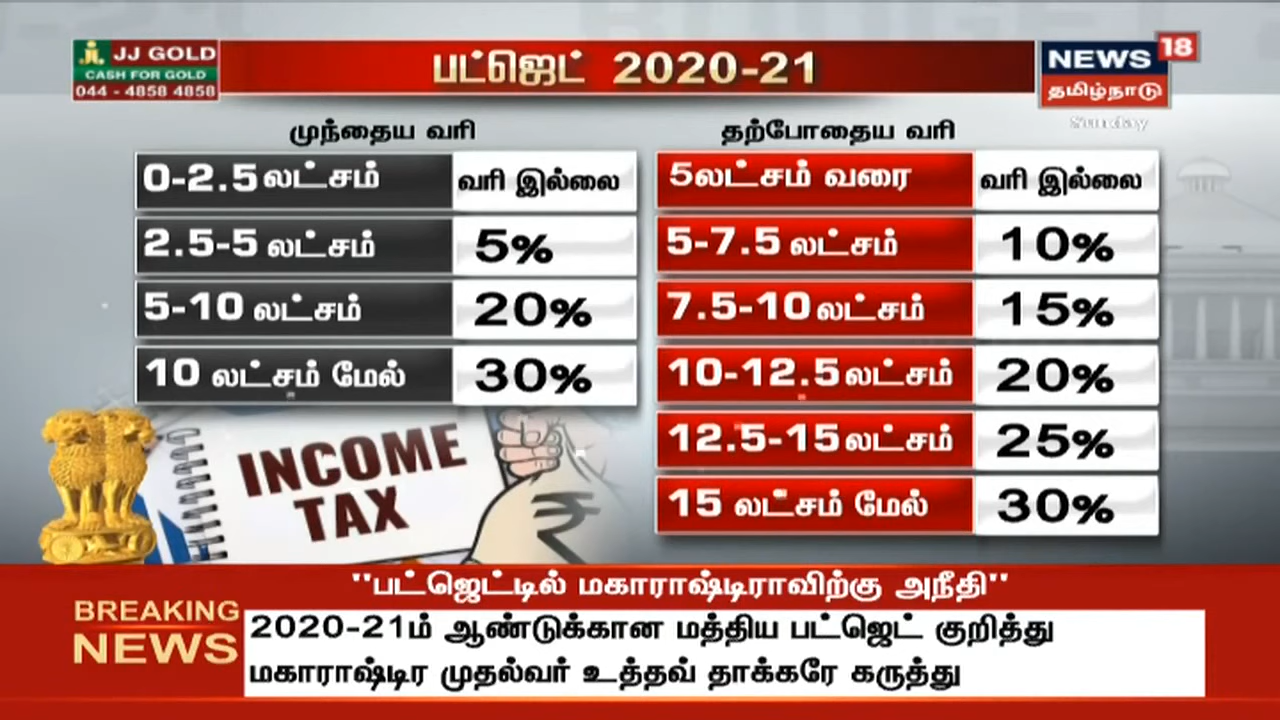 JJ GOLD
CASH FOR GOLD
044 - 4858 4858
பட்ஜெட் 2020-21
NEWS 18
தமிழ்நாடு
Sunday
முந்தைய வரி
0-2.5 லட்சம் வரி இல்லை
2.5-5 லட்சம் 5%
5-10 லட்சம் 20%
10 லட்சம் மேல் 30%
தற்போதைய வரி
5லட்சம் வரை வரி இல்லை
5-7.5 லட்சம் 10%
7.5-10 லட்சம் 15%
10-12.5 லட்சம் 20%
12.5-15 லட்சம் 25%
15 லட்சம் மேல் 30%
INCOME
TAX
BREAKING
NEWS
"பட்ஜெட்டில் மகாராஷ்டிராவிற்கு அநீதி"
2020-21ம் ஆண்டுக்கான மத்திய பட்ஜெட் குறித்து
மகாராஷ்டிர முதல்வர் உத்தவ் தாக்கரே கருத்து